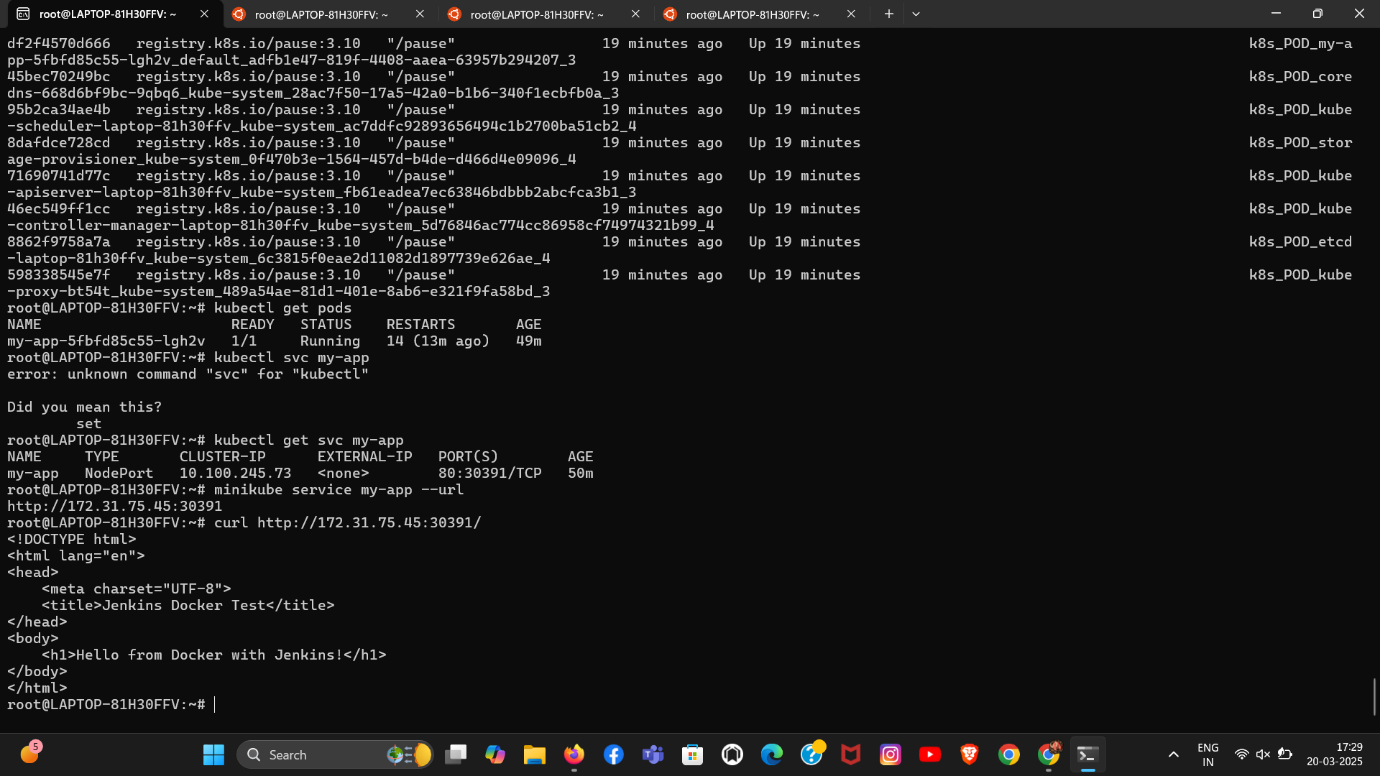 root@LAPTOP-81H30FFV: ~
root@LAPTOP-81H30FFV: ~
root@LAPTOP-81H30FFV: ~
root@LAPTOP-81H30FFV: ~
df2f4570d666   registry.k8s.io/pause:3.10   "/pause"                 19 minutes ago   Up 19 minutes                                             k8s_POD_my-a
pp-5fbfd85c55-lgh2v_default_adfb1e47-819f-4408-aaea-63957b294207_3
45bec70249bc   registry.k8s.io/pause:3.10   "/pause"                 19 minutes ago   Up 19 minutes                                             k8s_POD_core
dns-668d6bf9bc-9qbq6_kube-system_28ac7f50-17a5-42a0-b1b6-340f1ecbfb0a_3
95b2ca34ae4b   registry.k8s.io/pause:3.10   "/pause"                 19 minutes ago   Up 19 minutes                                             k8s_POD_kube
-scheduler-laptop-81h30ffv_kube-system_ac7ddfc92893656494c1b2700ba51cb2_4
8dafdce728cd   registry.k8s.io/pause:3.10   "/pause"                 19 minutes ago   Up 19 minutes                                             k8s_POD_stor
age-provisioner_kube-system_0f470b3e-1564-457d-b4de-d466d4e09096_4
71690741d77c   registry.k8s.io/pause:3.10   "/pause"                 19 minutes ago   Up 19 minutes                                             k8s_POD_kube
-apiserver-laptop-81h30ffv_kube-system_fb61eadea7ec63846bdbbb2abcfca3b1_3
46ec549ff1cc   registry.k8s.io/pause:3.10   "/pause"                 19 minutes ago   Up 19 minutes                                             k8s_POD_kube
-controller-manager-laptop-81h30ffv_kube-system_5d76846ac774cc86958cf74974321b99_4
8862f9758a7a   registry.k8s.io/pause:3.10   "/pause"                 19 minutes ago   Up 19 minutes                                             k8s_POD_etcd
-laptop-81h30ffv_kube-system_6c3815f0eae2d11082d1897739e626ae_4
598338545e7f   registry.k8s.io/pause:3.10   "/pause"                 19 minutes ago   Up 19 minutes                                             k8s_POD_kube
-proxy-bt54t_kube-system_489a54ae-81d1-401e-8ab6-e321f9fa58bd_3
root@LAPTOP-81H30FFV:~# kubectl get pods
NAME                      READY   STATUS    RESTARTS       AGE
my-app-5fbfd85c55-lgh2v   1/1     Running   14 (13m ago)   49m
root@LAPTOP-81H30FFV:~# kubectl svc my-app
error: unknown command "svc" for "kubectl"

Did you mean this?
        set
root@LAPTOP-81H30FFV:~# kubectl get svc my-app
NAME     TYPE       CLUSTER-IP      EXTERNAL-IP   PORT(S)        AGE
my-app   NodePort   10.100.245.73   <none>        80:30391/TCP   50m
root@LAPTOP-81H30FFV:~# minikube service my-app --url
http://172.31.75.45:30391
root@LAPTOP-81H30FFV:~# curl http://172.31.75.45:30391/
<!DOCTYPE html>
<html lang="en">
<head>
    <meta charset="UTF-8">
    <title>Jenkins Docker Test</title>
</head>
<body>
    <h1>Hello from Docker with Jenkins!</h1>
</body>
</html>
root@LAPTOP-81H30FFV:~#
5
Search
ENG
IN
17:29
20-03-2025